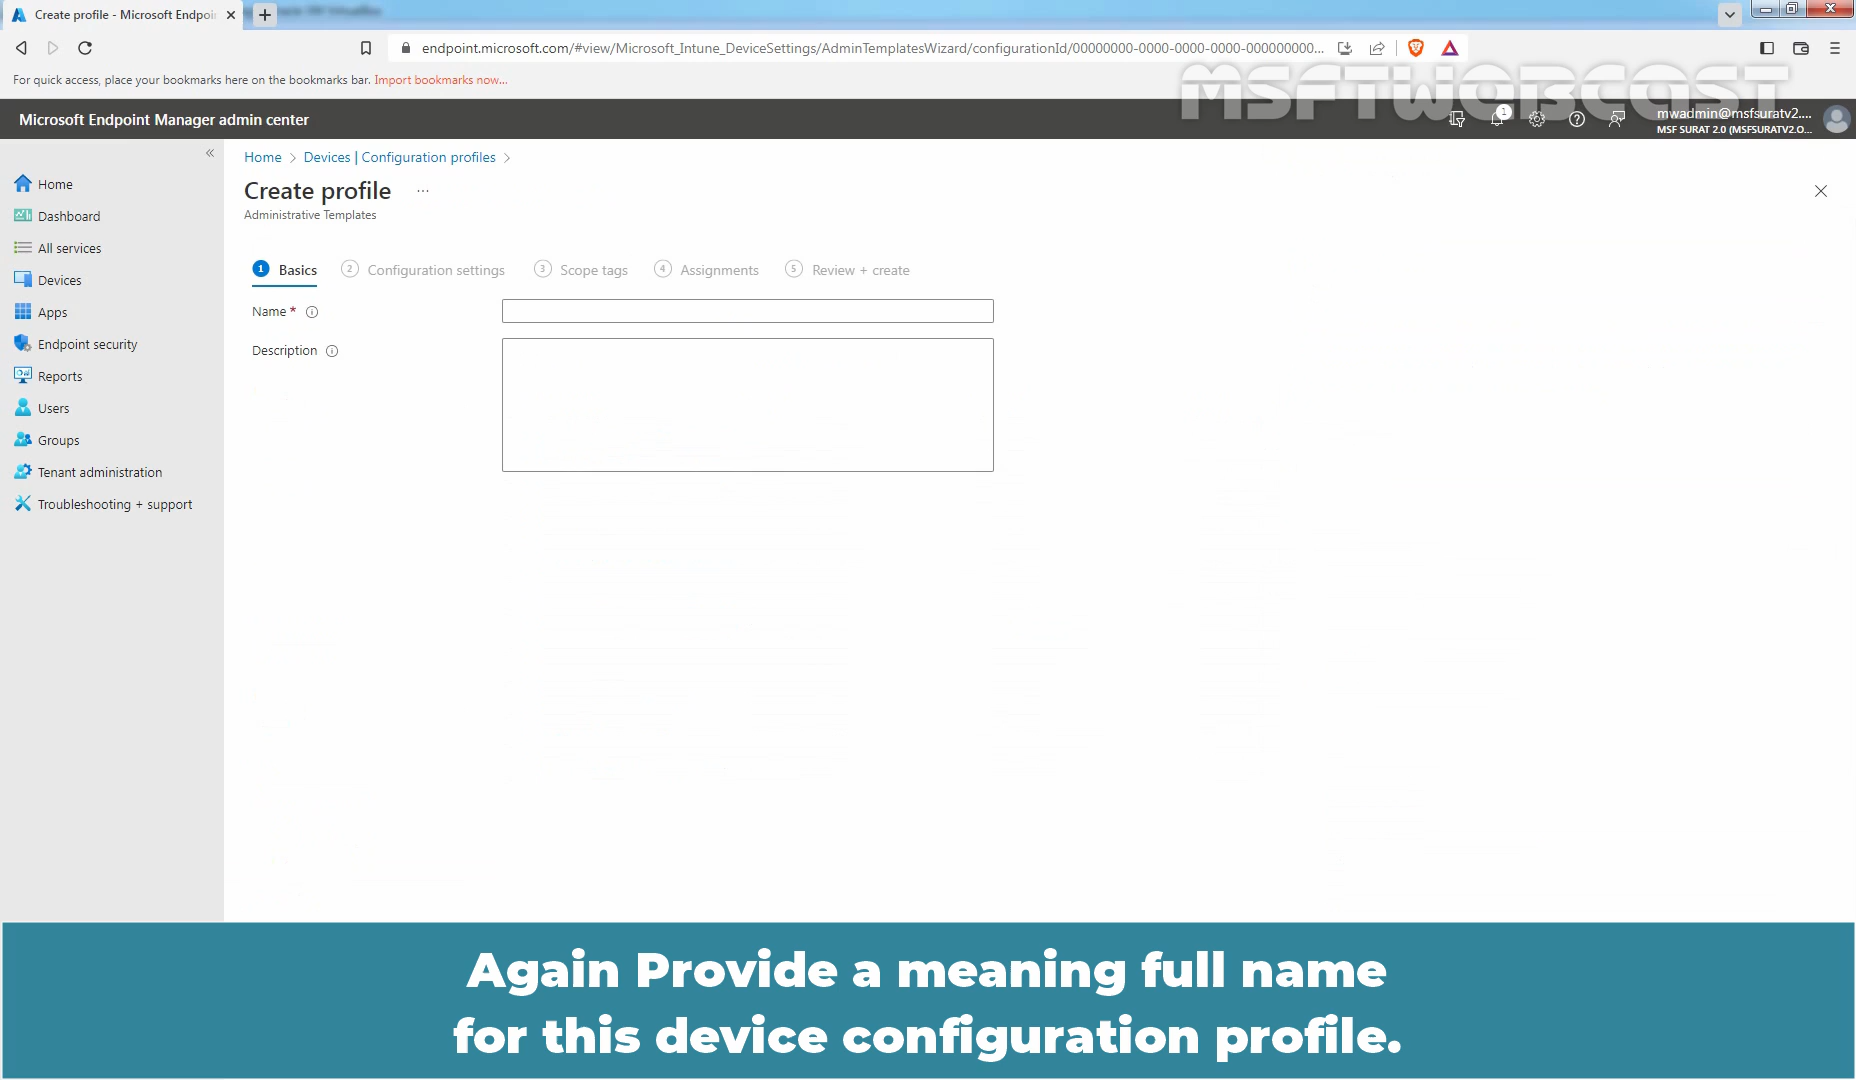 Create profile - Microsoft Endpoi
endpoint.microsoft.com/#view/Microsoft_Intune_DeviceSettings/AdminTemplatesWizard/configurationId/00000000-0000-0000-0000-000000000...
For quick access, place your bookmarks here on the bookmarks bar. Import bookmarks now...
MSFTWEBCAST
Microsoft Endpoint Manager admin center
1
mwadmin@msfsuratv2....
MSF SURAT 2.0 (MSFSURATV2.O...
Home > Devices | Configuration profiles >
Create profile ...
Administrative Templates
Home
Dashboard
All services
Devices
Apps
Endpoint security
Reports
Users
Groups
Tenant administration
Troubleshooting + support
1 Basics 2 Configuration settings 3 Scope tags 4 Assignments 5 Review + create
Name *
Description
Again Provide a meaning full name
for this device configuration profile.